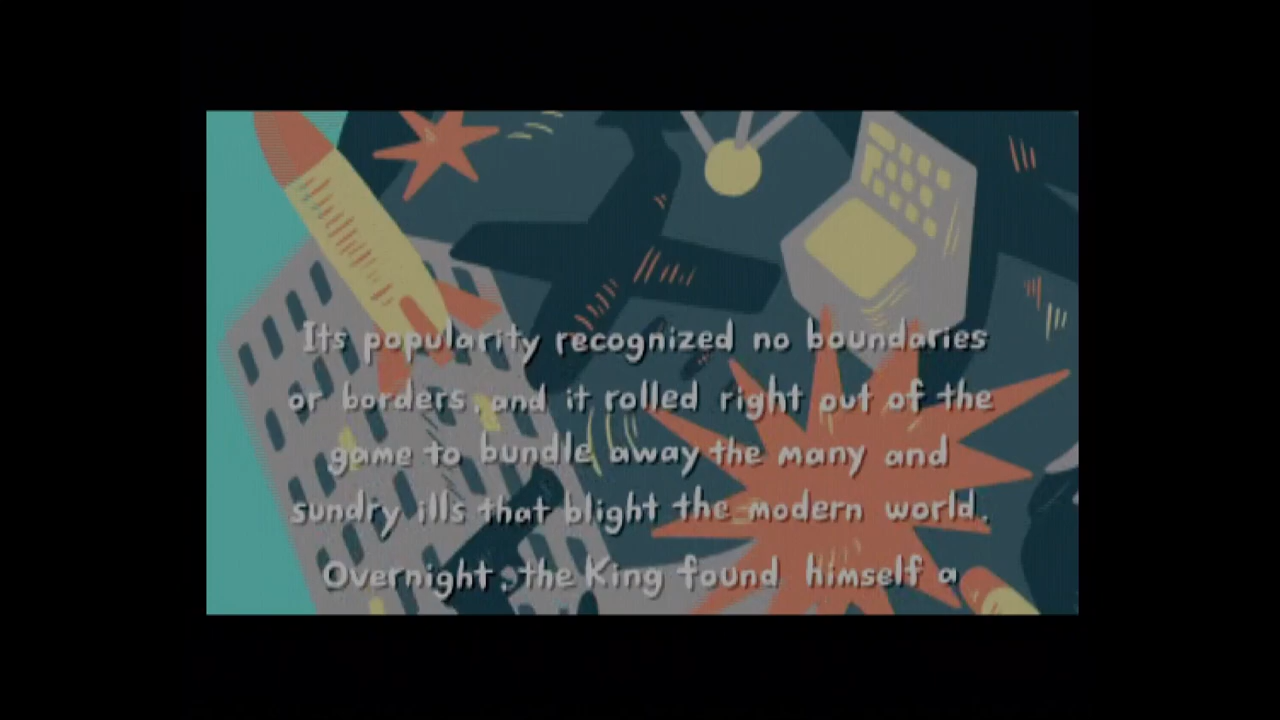 Its popularity recognized no boundaries
or borders, and it rolled right out of the
game to bundle away the many and
sundry ills that blight the modern world.
Overnight, the King found himself a